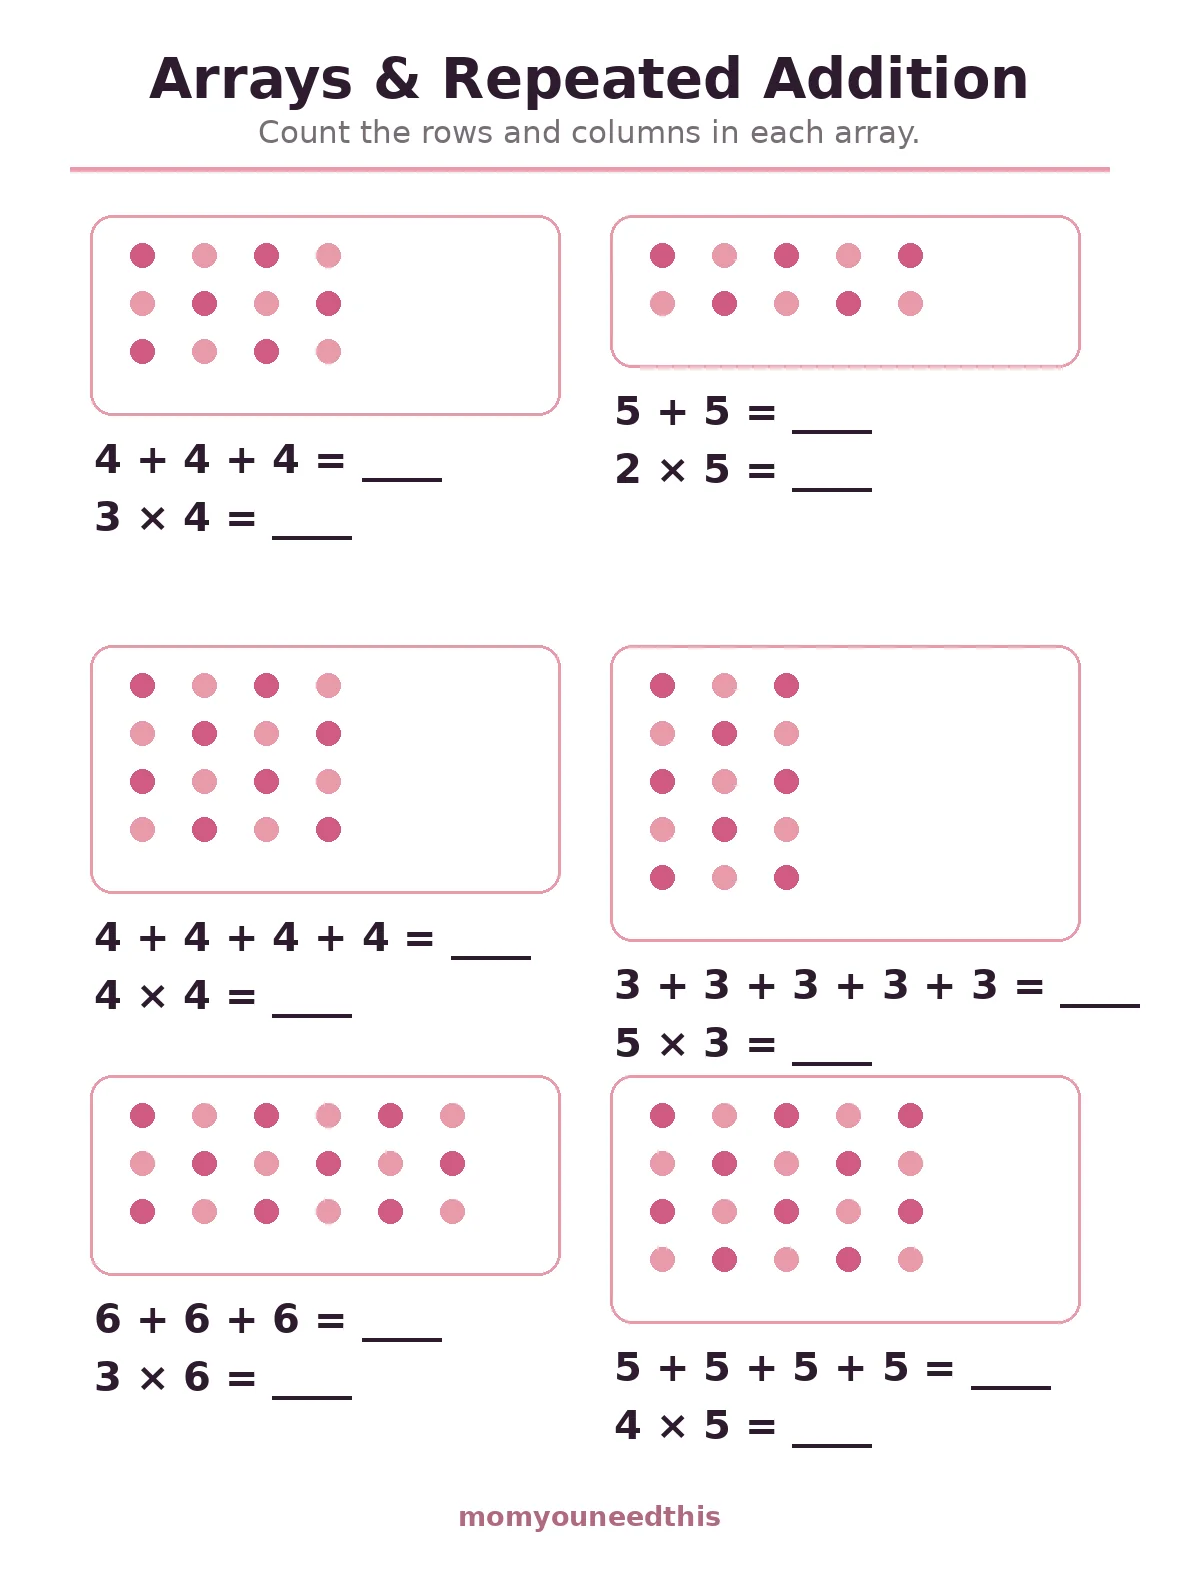 Arrays & Repeated Addition
Count the rows and columns in each array.
4 + 4 + 4 = ____
3 × 4 = ____
5 + 5 = ____
2 × 5 = ____
4 + 4 + 4 + 4 = ____
4 × 4 = ____
3 + 3 + 3 + 3 + 3 = ____
5 × 3 = ____
6 + 6 + 6 = ____
3 × 6 = ____
5 + 5 + 5 + 5 = ____
4 × 5 = ____
momyouneedthis